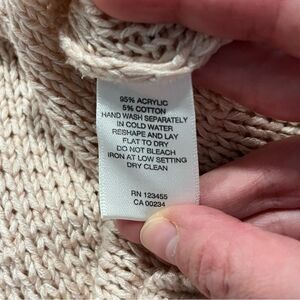 95% ACRYLIC
5% COTTON
HAND WASH SEPARATELY
IN COLD WATER
RESHAPE AND LAY
FLAT TO DRY
DO NOT BLEACH
IRON AT LOW SETTING
DRY CLEAN
RN 123455
CA 00234